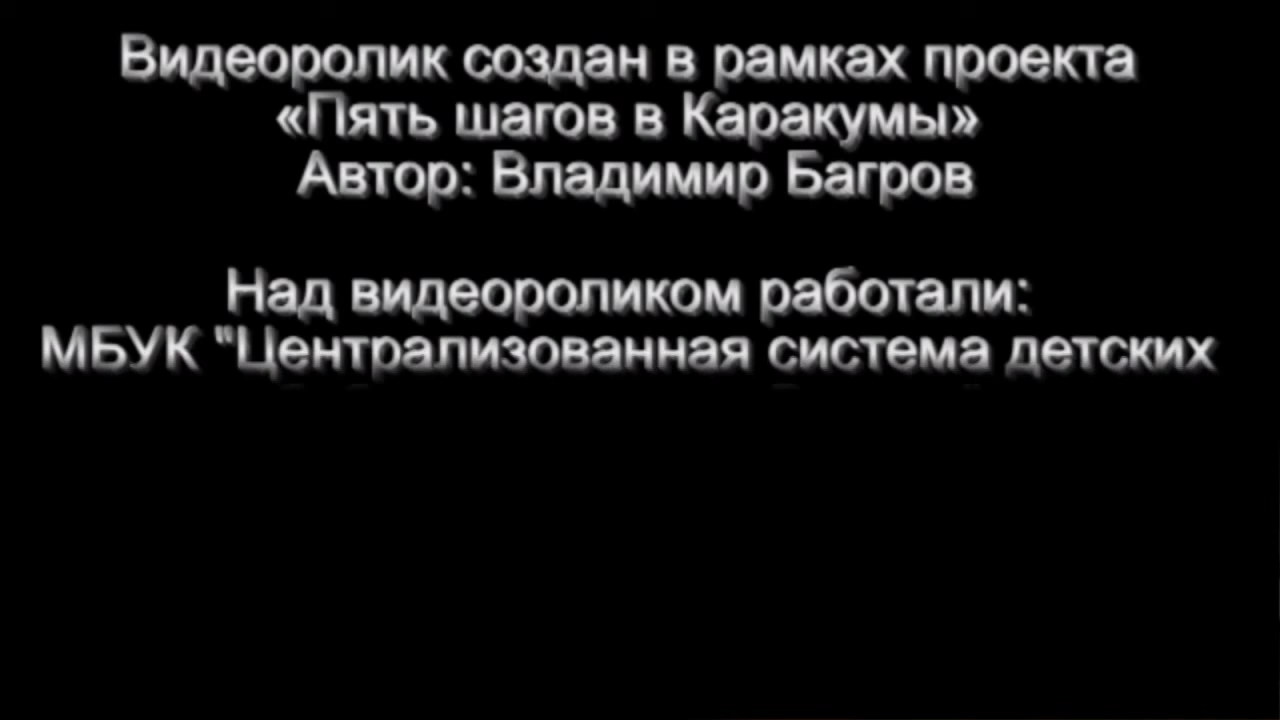 Видеоролик создан в рамках проекта
«Пять шагов в Каракумы»
Автор: Владимир Багров
Над видеороликом работали:
МБУК "Централизованная система детских